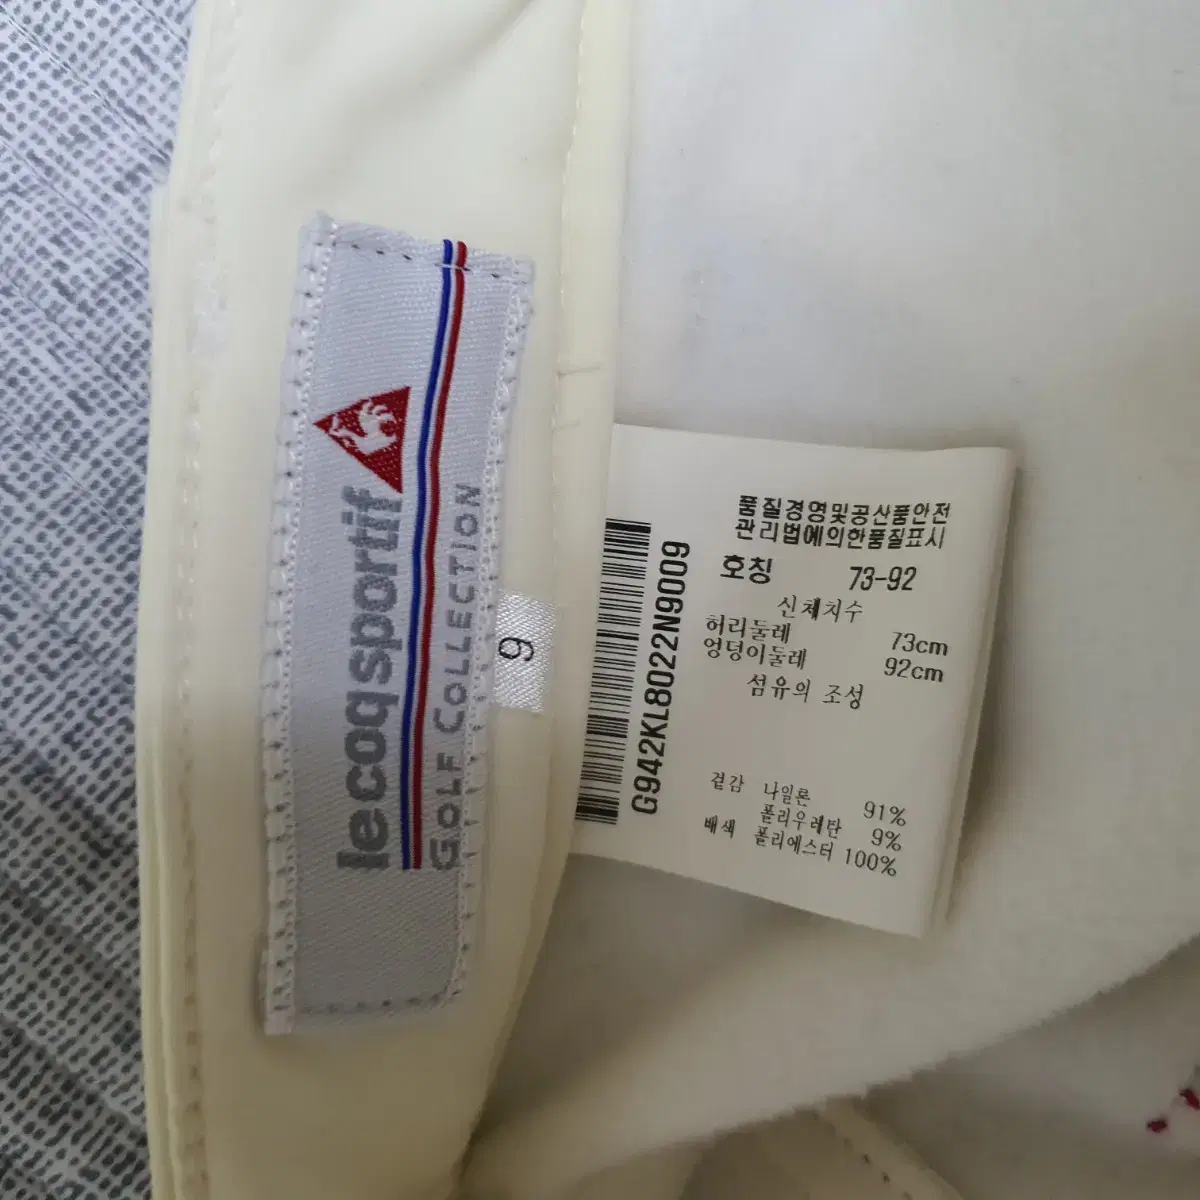 le coq sportif
GOLF COLLECTION
9
G942KL8022N9009
품질경영및공산품안전
관리법에의한품질표시
호칭 73-92
신체치수
허리둘레 73cm
엉덩이둘레 92cm
섬유의 조성
겉감 나일론 91%
폴리우레탄 9%
배색 폴리에스터 100%